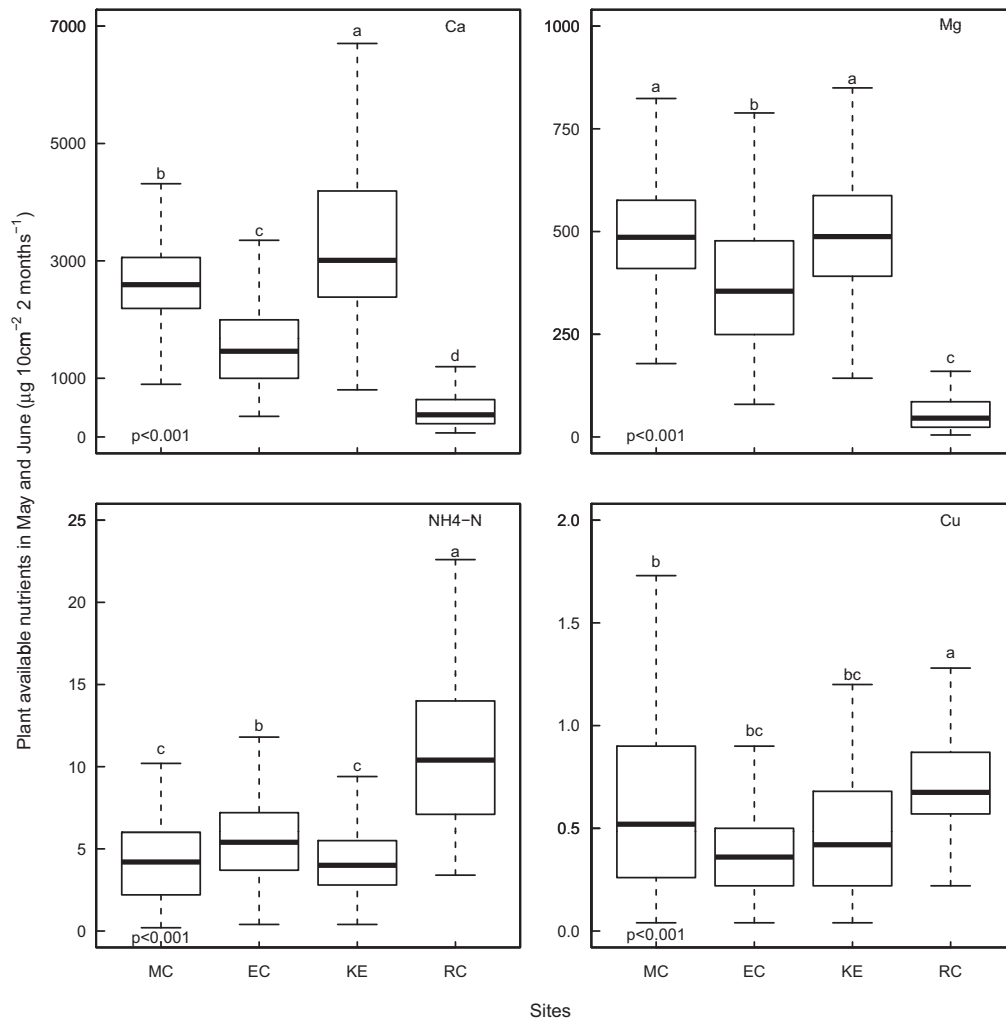 Plant available nutrients in May and June (µg 10cm−2 2 months−1)
Ca
7000
5000
3000
1000
0
b
c
a
d
p<0.001
Mg
1000
750
500
250
0
a
b
a
c
p<0.001
NH4−N
25
20
15
10
5
0
c
b
c
a
p<0.001
MC EC KE RC
Cu
2.0
1.5
1.0
0.5
0.0
b
bc
bc
a
p<0.001
MC EC KE RC
Sites